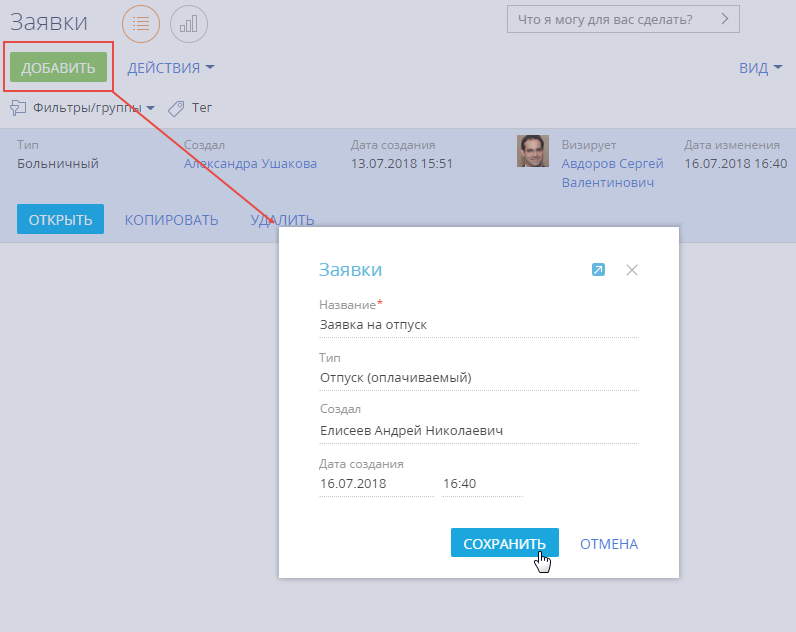 Заявки
Что я могу для вас сделать?
ДОБАВИТЬ
ДЕЙСТВИЯ
ВИД
Фильтры/группы
Тег
Тип
Создал
Дата создания
Визирует
Дата изменения
Больничный
Александра Ушакова
13.07.2018 15:51
Авдоров Сергей
Валентинович
16.07.2018 16:40
ОТКРЫТЬ
КОПИРОВАТЬ
УДАЛИТЬ
Заявки
Название*
Заявка на отпуск
Тип
Отпуск (оплачиваемый)
Создал
Елисеев Андрей Николаевич
Дата создания
16.07.2018
16:40
СОХРАНИТЬ
ОТМЕНА